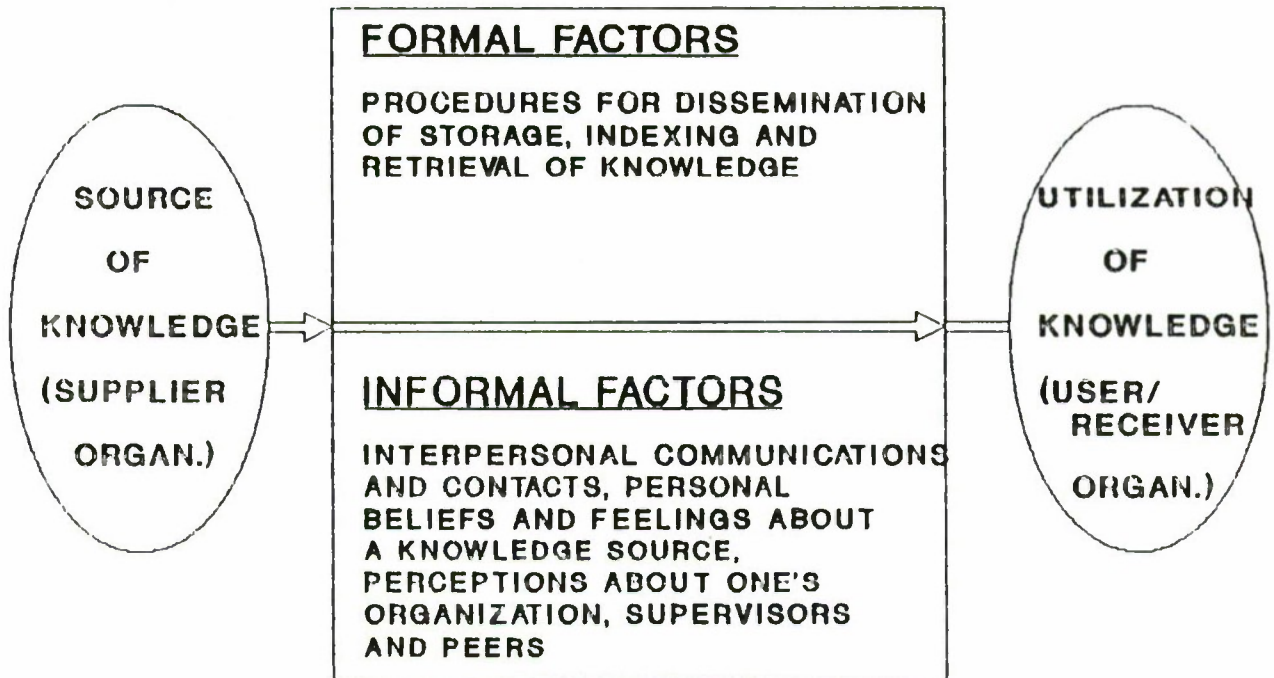 SOURCE
OF
KNOWLEDGE
(SUPPLIER
ORGAN.)
FORMAL FACTORS
PROCEDURES FOR DISSEMINATION
OF STORAGE, INDEXING AND
RETRIEVAL OF KNOWLEDGE
INFORMAL FACTORS
INTERPERSONAL COMMUNICATIONS
AND CONTACTS, PERSONAL
BELIEFS AND FEELINGS ABOUT
A KNOWLEDGE SOURCE,
PERCEPTIONS ABOUT ONE'S
ORGANIZATION, SUPERVISORS
AND PEERS
UTILIZATION
OF
KNOWLEDGE
(USER/
RECEIVER
ORGAN.)